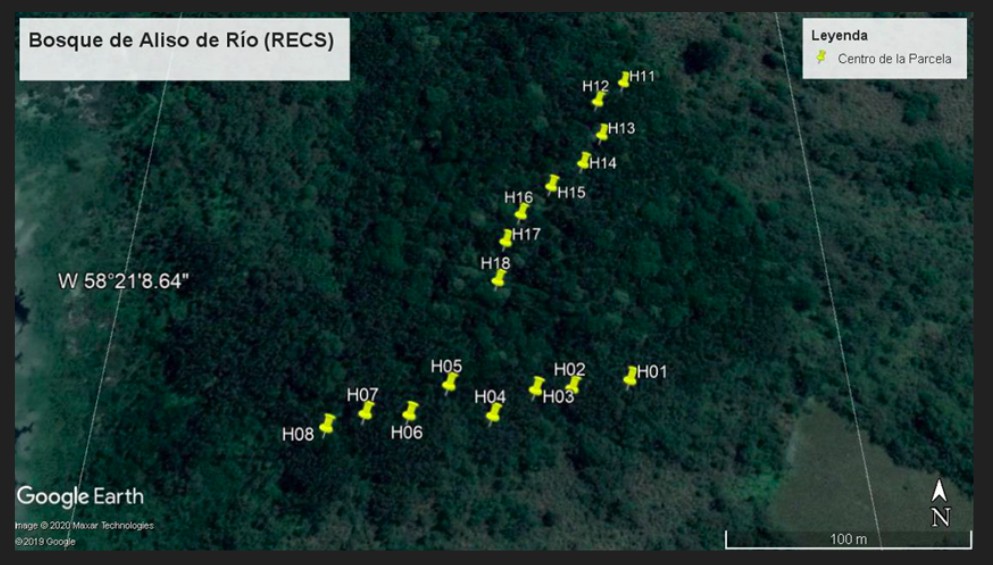 Bosque de Aliso de Río (RECS)
Leyenda
Centro de la Parcela
H11
H12
H13
H14
H15
H16
H17
H18
W 58°21'8.64"
H05
H02
H01
H07
H04
H03
H08
H06
Google Earth
mage © 2020 Maxar Technologies
©2019 Google
N
100 m